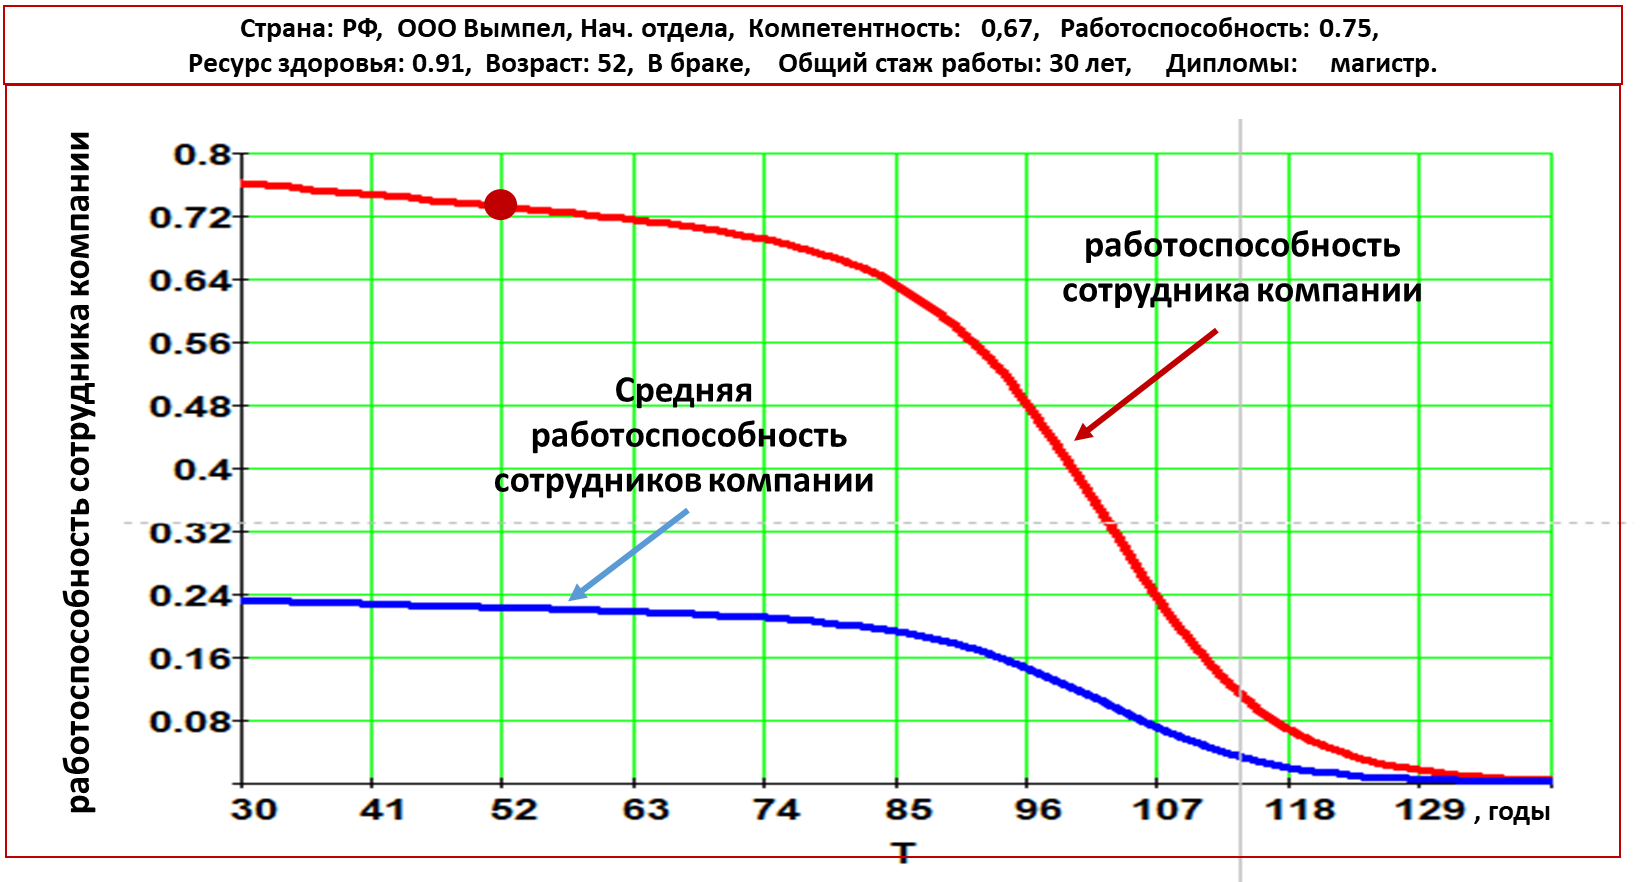 Страна: РФ, ООО Вымпел, Нач. отдела, Компетентность: 0,67, Работоспособность: 0.75,
Ресурс здоровья: 0.91, Возраст: 52, В браке, Общий стаж работы: 30 лет, Дипломы: магистр.
работоспособность сотрудника компании
0.8
0.72
0.64
0.56
0.48
0.4
0.32
0.24
0.16
0.08
работоспособность
сотрудника компании
Средняя
работоспособность
сотрудников компании
30 41 52 63 74 85 96 107 118 129 , годы
T